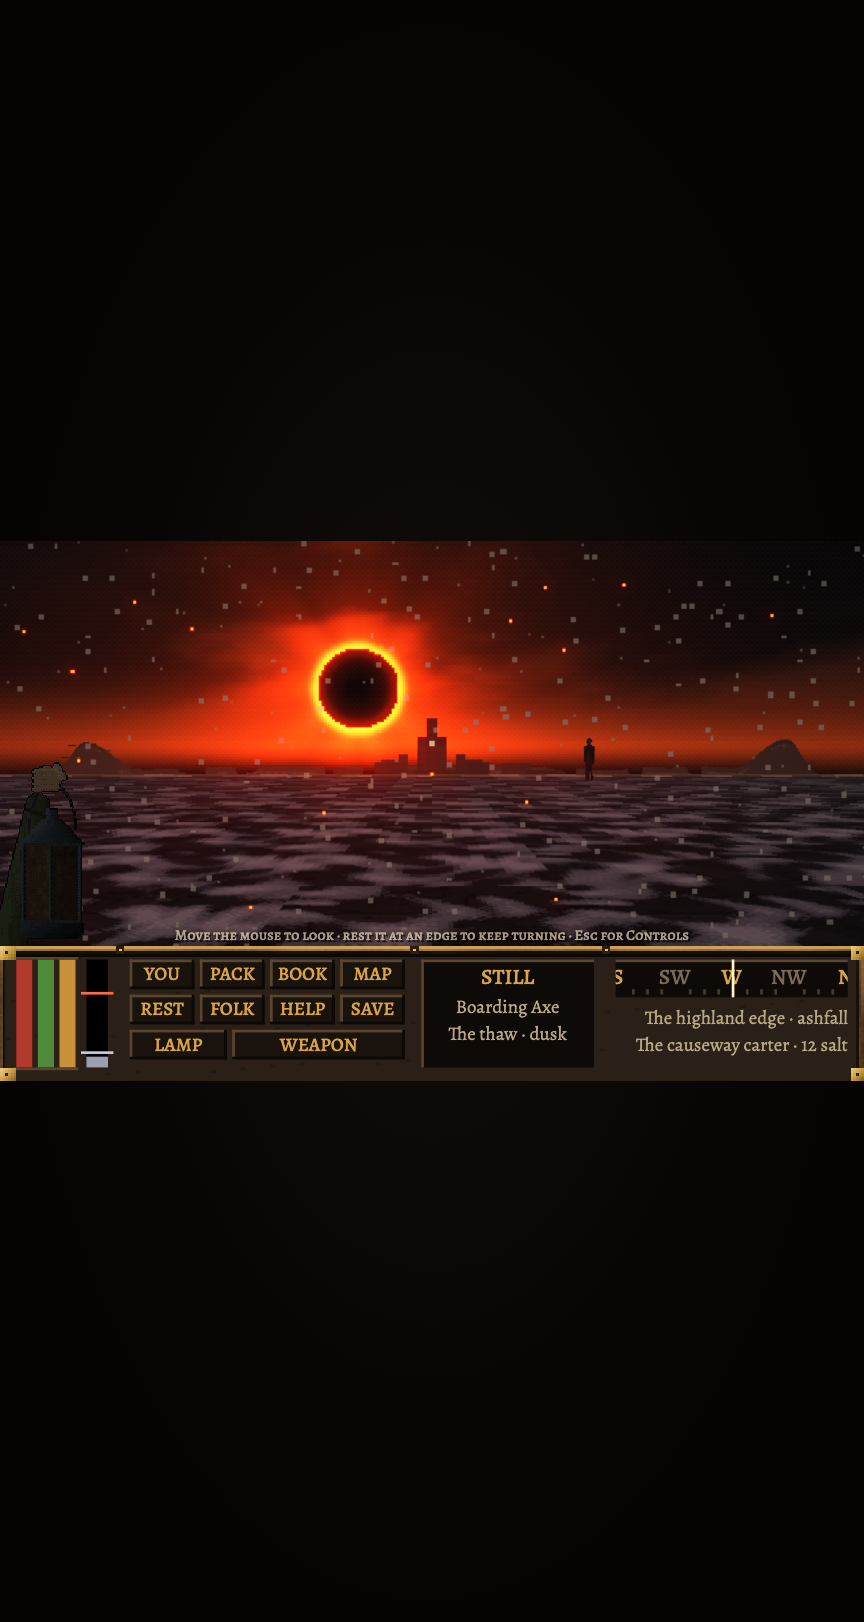 Move the mouse to look · rest it at an edge to keep turning · Esc for Controls
YOU PACK BOOK MAP
REST FOLK HELP SAVE
LAMP WEAPON
STILL
Boarding Axe
The thaw · dusk
S SW W NW N
The highland edge · ashfall
The causeway carter · 12 salt